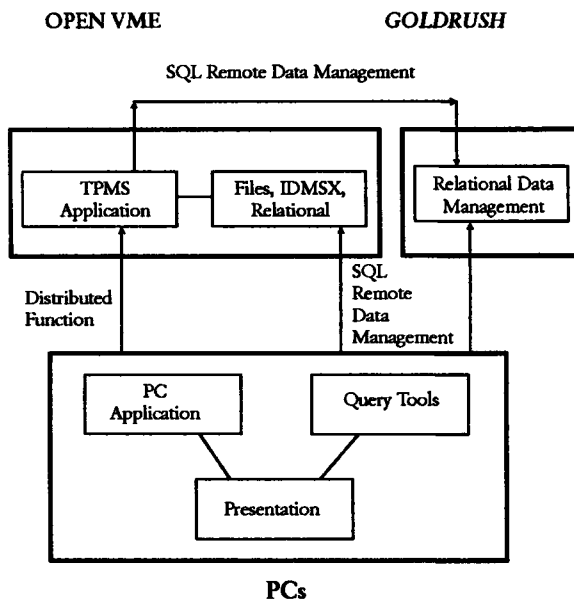 OPEN VME
GOLDRUSH
SQL Remote Data Management
TPMS
Application
Files, IDMSX,
Relational
Relational Data
Management
Distributed
Function
SQL
Remote
Data
Management
PC
Application
Query Tools
Presentation
PCs